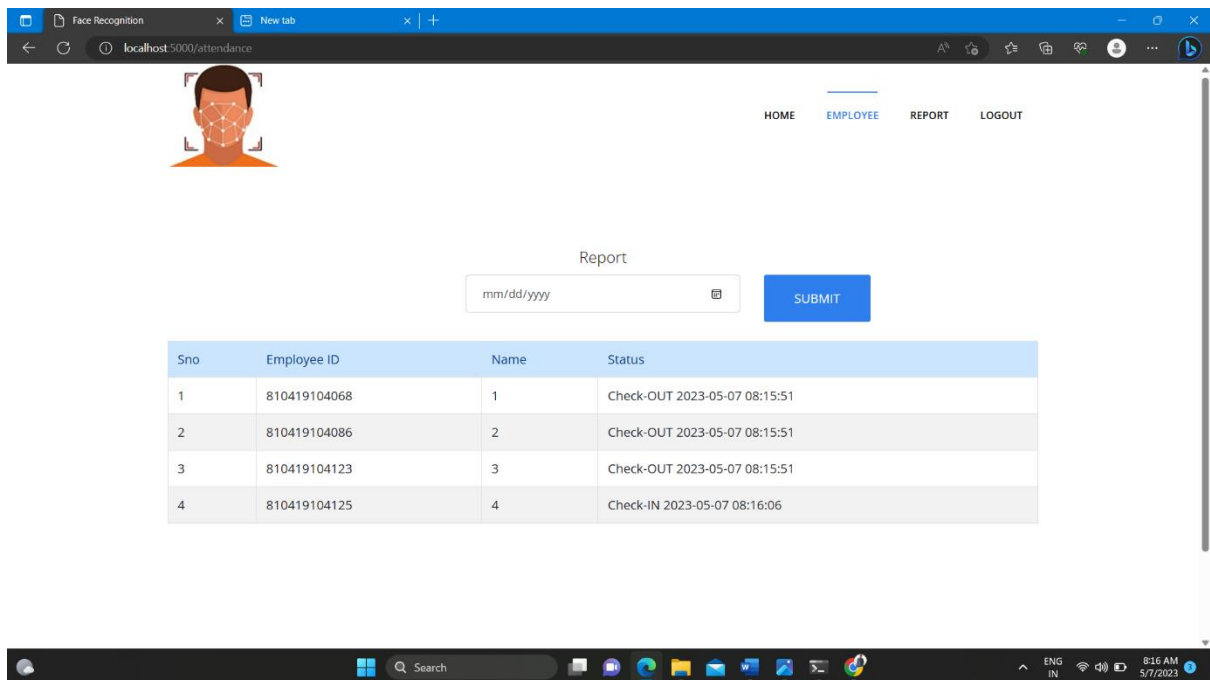 Face Recognition
New tab
localhost:5000/attendance
HOME EMPLOYEE REPORT LOGOUT
Report
mm/dd/yyyy
SUBMIT
Sno Employee ID Name Status
1 810419104068 1 Check-OUT 2023-05-07 08:15:51
2 810419104086 2 Check-OUT 2023-05-07 08:15:51
3 810419104123 3 Check-OUT 2023-05-07 08:15:51
4 810419104125 4 Check-IN 2023-05-07 08:16:06
Search
ENG
IN
8:16 AM
5/7/2023
3